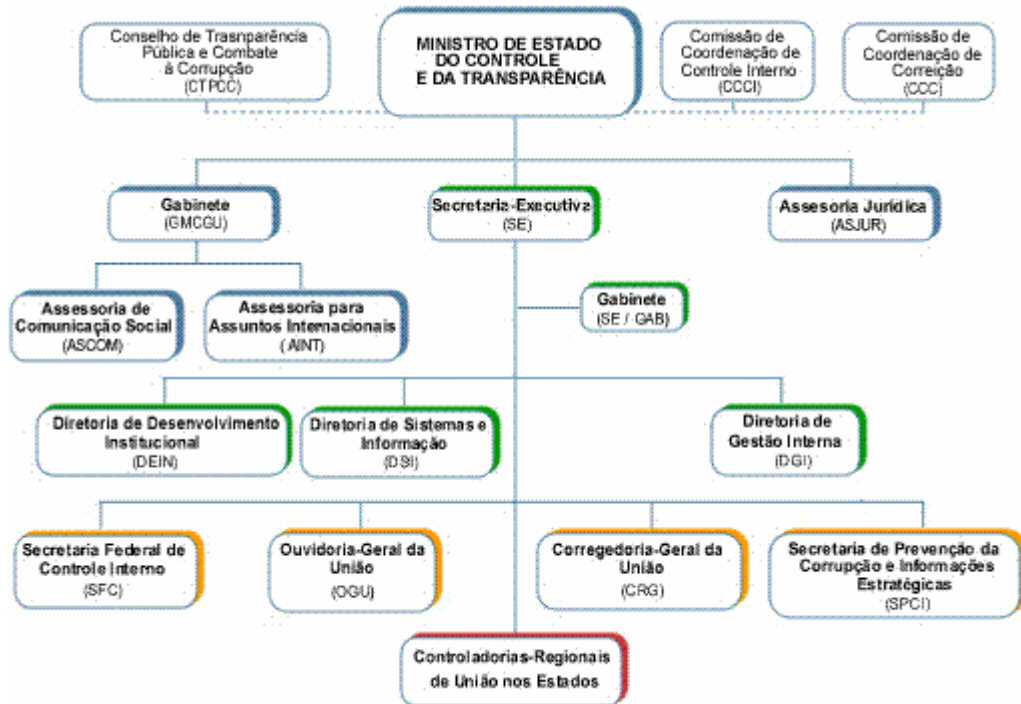 Conselho de Trasnparência
Pública e Combate
à Corrupção
(CTPCC)
MINISTRO DE ESTADO
DO CONTROLE
E DA TRANSPARÊNCIA
Comissão de
Coordenação de
Controle Interno
(CCCI)
Comissão de
Coordenação de
Correição
(CCC)
Gabinete
(GMCGU)
Secretaria-Executiva
(SE)
Assesoria Jurídica
(ASJUR)
Assessoria de
Comunicação Social
(ASCOM)
Assessoria para
Assuntos Internacionais
( AINT)
Gabinete
(SE / GAB)
Diretoria de Desenvolvimento
Institucional
(DEIN)
Diretoria de Sistemas e
Informação
(DSI)
Diretoria de
Gestão Interna
(DGI)
Secretaria Federal de
Controle Interno
(SFC)
Ouvidoria-Geral da
União
(OGU)
Corregedoria-Geral da
União
(CRG)
Secretaria de Prevenção da
Corrupção e Informações
Estratégicas
(SPCI)
Controladorias-Regionais
de União nos Estados